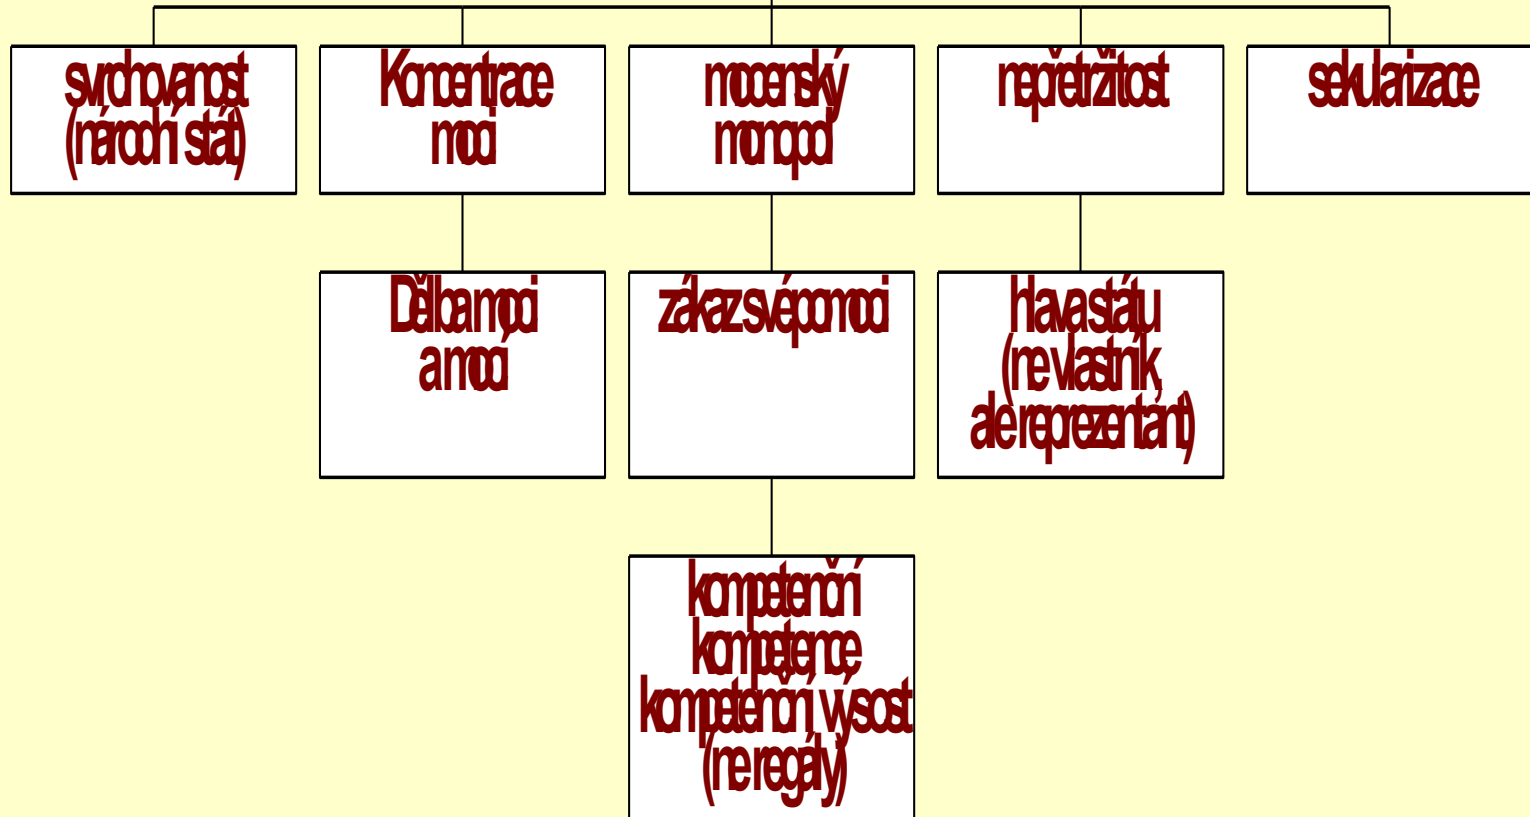 svrchovanost
(národní stát)
Koncentrace
moci
mocenský
monopol
nepřetržitost
sekularizace
Dělba moci
a mocí
zákaz svépomoci
hlava státu
(ne vlastník,
ale reprezentant)
kompetenční
kompetence,
kompetenční výsost
(ne regály)